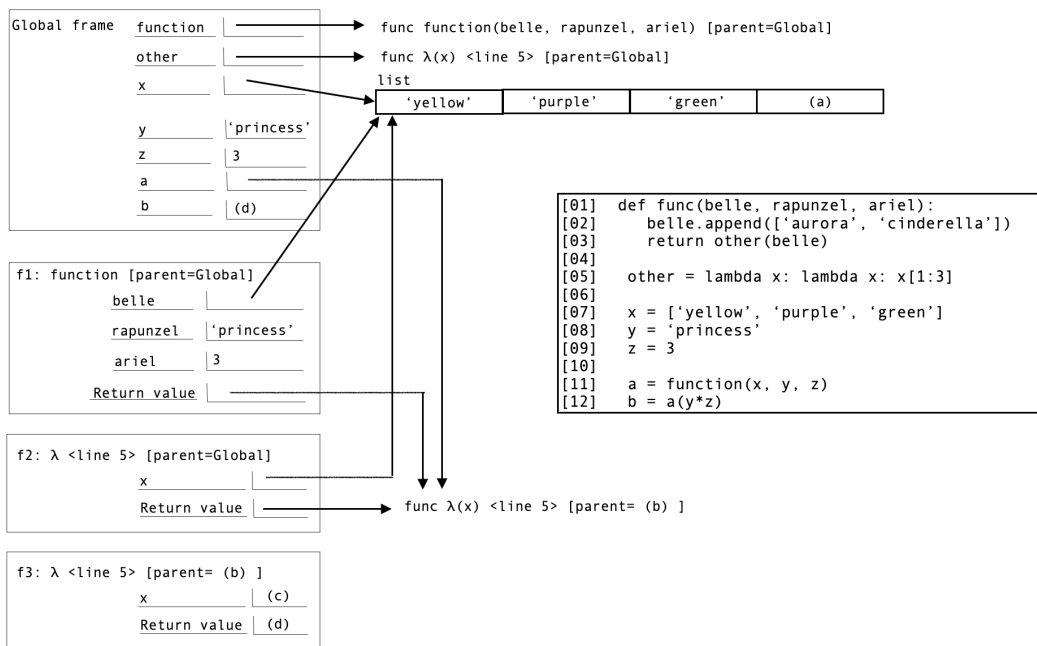 Global frame function func function(belle, rapunzel, ariel) [parent=Global]
other func λ(x) <line 5> [parent=Global]
x list
‘yellow’ ‘purple’ ‘green’ (a)
y ‘princess’
z 3
a
b (d)
[01] def func(belle, rapunzel, ariel):
[02] belle.append([‘aurora’, ‘cinderella’])
[03] return other(belle)
[04]
[05] other = lambda x: lambda x: x[1:3]
[06]
[07] x = [‘yellow’, ‘purple’, ‘green’]
[08] y = ‘princess’
[09] z = 3
[10]
[11] a = function(x, y, z)
[12] b = a(y*z)
f1: function [parent=Global]
belle
rapunzel ‘princess’
ariel 3
Return value
f2: λ <line 5> [parent=Global]
x
Return value func λ(x) <line 5> [parent= (b) ]
f3: λ <line 5> [parent= (b) ]
x (c)
Return value (d)